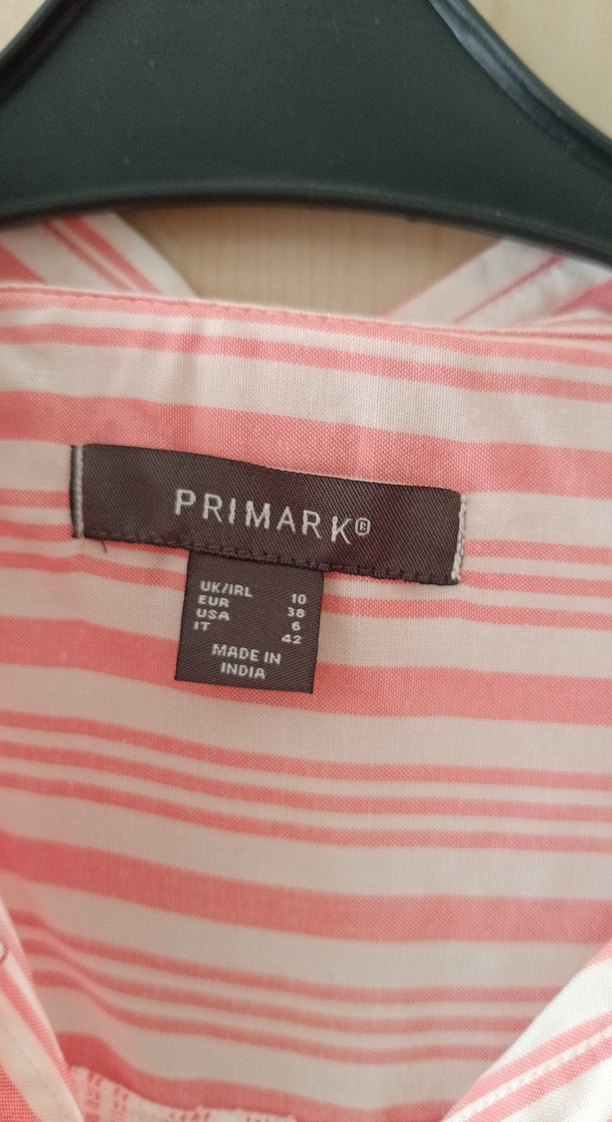 PRIMARK®
UK/IRL 10
EUR 38
USA 6
IT 42
MADE IN
INDIA